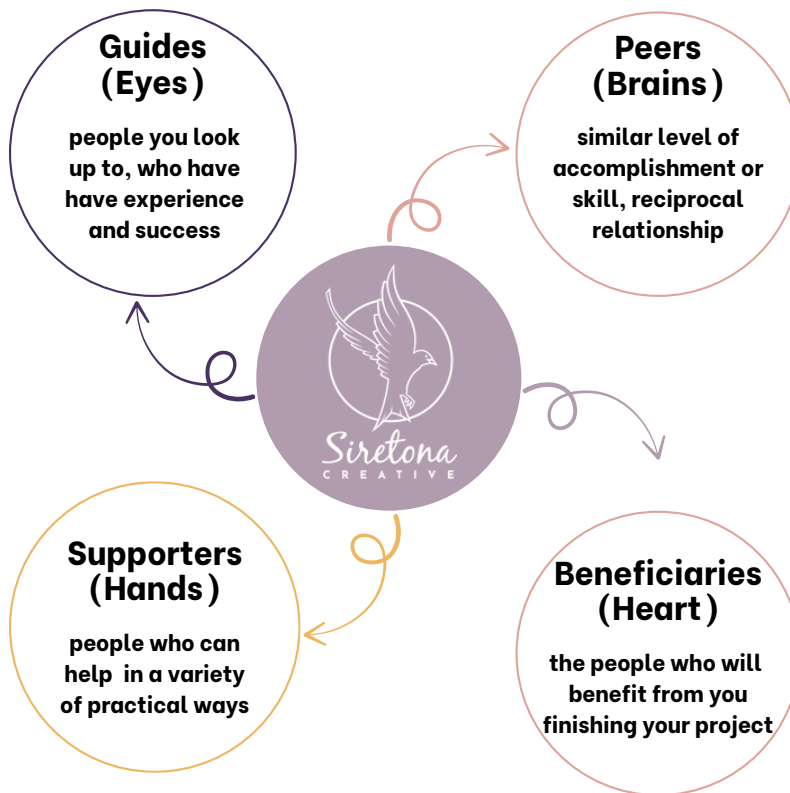 Guides
(Eyes)
people you look
up to, who have
have experience
and success
Peers
(Brains)
similar level of
accomplishment or
skill, reciprocal
relationship
Siretona
CREATIVE
Supporters
(Hands)
people who can
help in a variety
of practical ways
Beneficiaries
(Heart)
the people who will
benefit from you
finishing your project